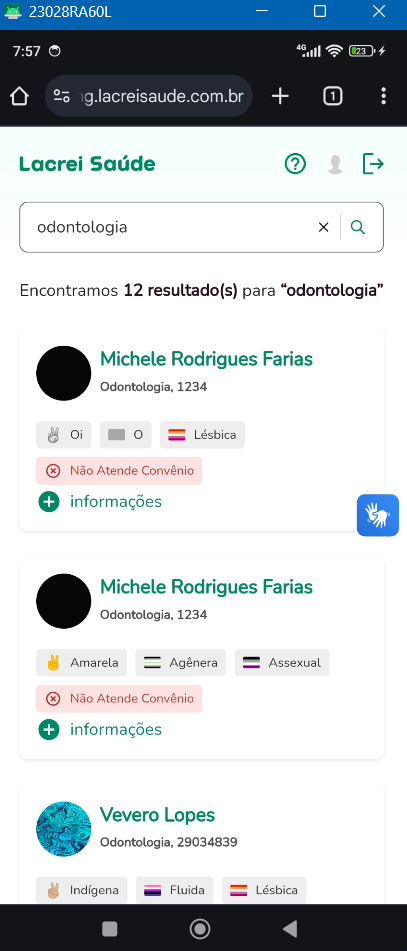 23028RA60L
7:57
4G
23
ng.lacreisaude.com.br
1
Lacrei Saúde
odontologia
Encontramos 12 resultado(s) para “odontologia”
Michele Rodrigues Farias
Odontologia, 1234
Oi O Lésbica
Não Atende Convênio
informações
Michele Rodrigues Farias
Odontologia, 1234
Amarela Agênera Assexual
Não Atende Convênio
informações
Vevero Lopes
Odontologia, 29034839
Indígena Fluida Lésbica